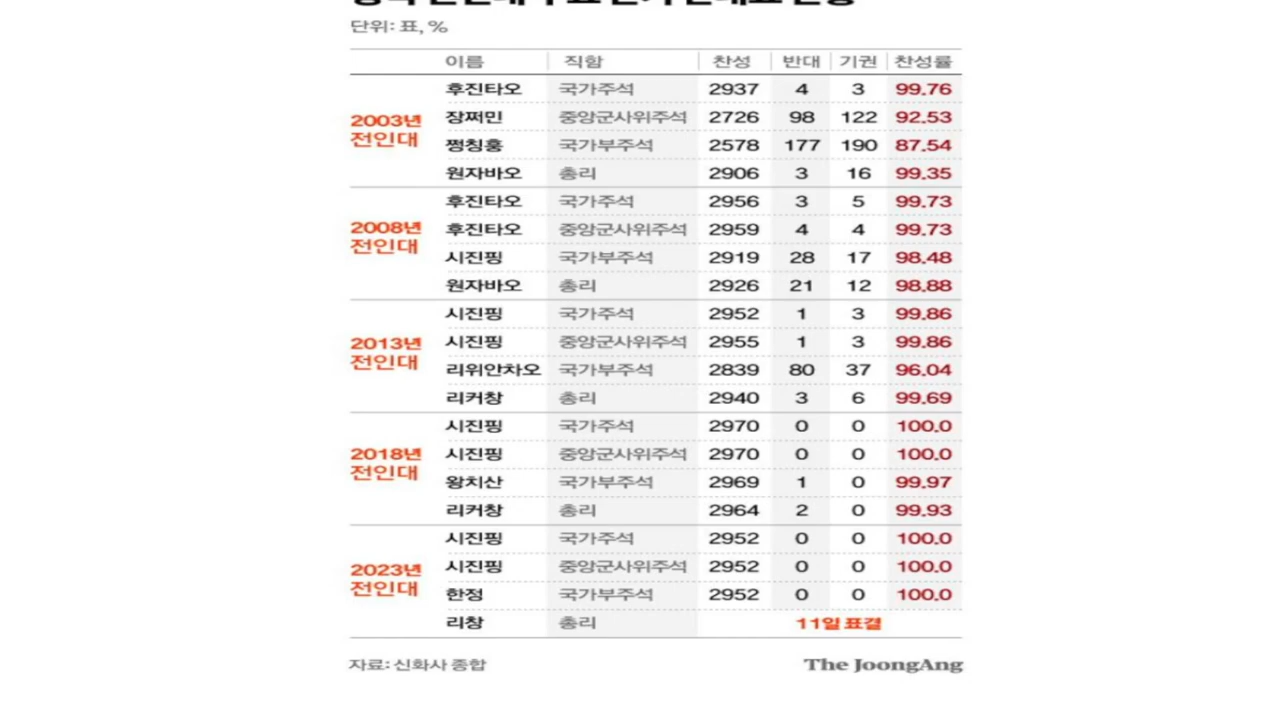 단위: 표, %
이름 직함 찬성 반대 기권 찬성률
2003년 전인대
후진타오 국가주석 2937 4 3 99.76
장쩌민 중앙군사위주석 2726 98 122 92.53
쩡칭훙 국가부주석 2578 177 190 87.54
원자바오 총리 2906 3 16 99.35
2008년 전인대
후진타오 국가주석 2956 3 5 99.73
후진타오 중앙군사위주석 2959 4 4 99.73
시진핑 국가부주석 2919 28 17 98.48
원자바오 총리 2926 21 12 98.88
2013년 전인대
시진핑 국가주석 2952 1 3 99.86
시진핑 중앙군사위주석 2955 1 3 99.86
리위안차오 국가부주석 2839 80 37 96.04
리커창 총리 2940 3 6 99.69
2018년 전인대
시진핑 국가주석 2970 0 0 100.0
시진핑 중앙군사위주석 2970 0 0 100.0
왕치산 국가부주석 2969 1 0 99.97
리커창 총리 2964 2 0 99.93
2023년 전인대
시진핑 국가주석 2952 0 0 100.0
시진핑 중앙군사위주석 2952 0 0 100.0
한정 국가부주석 2952 0 0 100.0
리창 총리 11일 표결
자료: 신화사 종합
The JoongAng